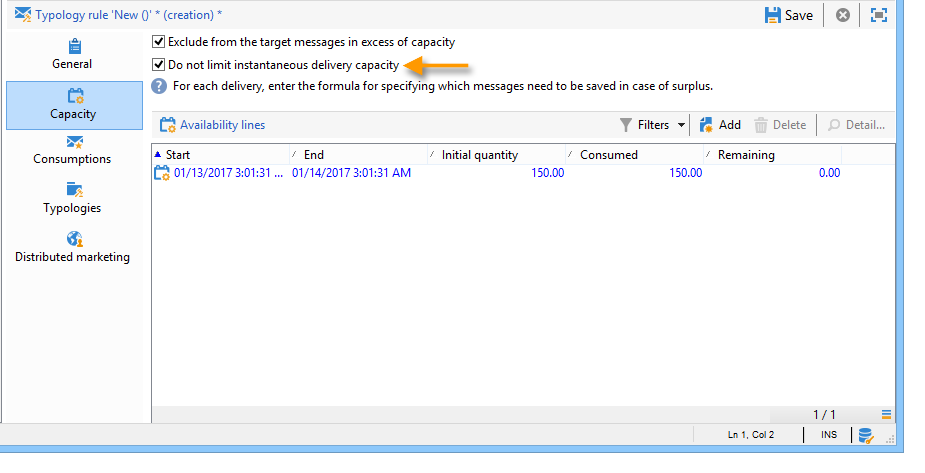 Typology rule 'New ()' * (creation) *
Save
General
Capacity
Consumptions
Typologies
Distributed marketing
Exclude from the target messages in excess of capacity
Do not limit instantaneous delivery capacity
? For each delivery, enter the formula for specifying which messages need to be saved in case of surplus.
Availability lines Filters Add Delete Detail...
Start End Initial quantity Consumed Remaining
01/13/2017 3:01:31 ... 01/14/2017 3:01:31 AM 150.00 150.00 0.00
1 / 1
Ln 1, Col 2 INS